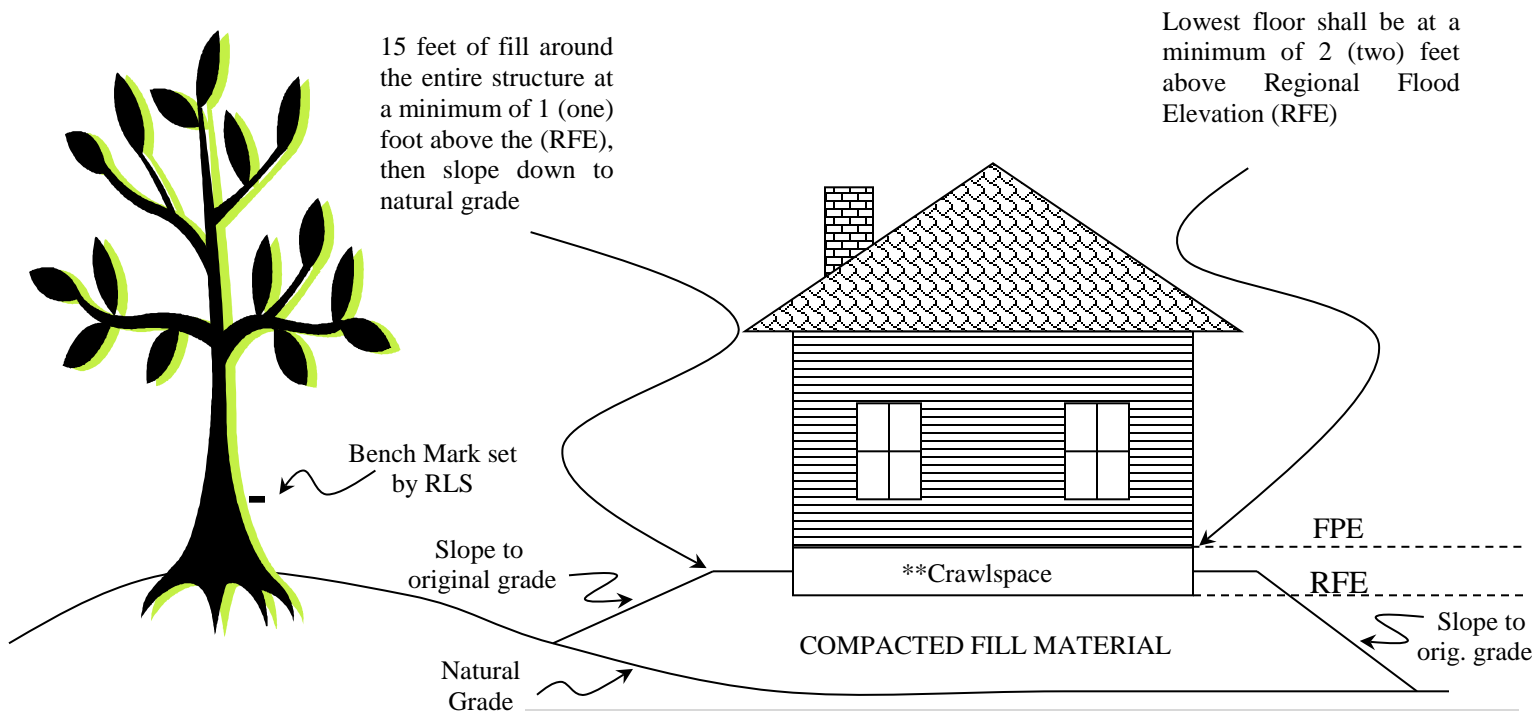 15 feet of fill around
the entire structure at
a minimum of 1 (one)
foot above the (RFE),
then slope down to
natural grade
Lowest floor shall be at a
minimum of 2 (two) feet
above Regional Flood
Elevation (RFE)
Bench Mark set
by RLS
Slope to
original grade
FPE
**Crawlspace
RFE
Slope to
orig. grade
COMPACTED FILL MATERIAL
Natural
Grade